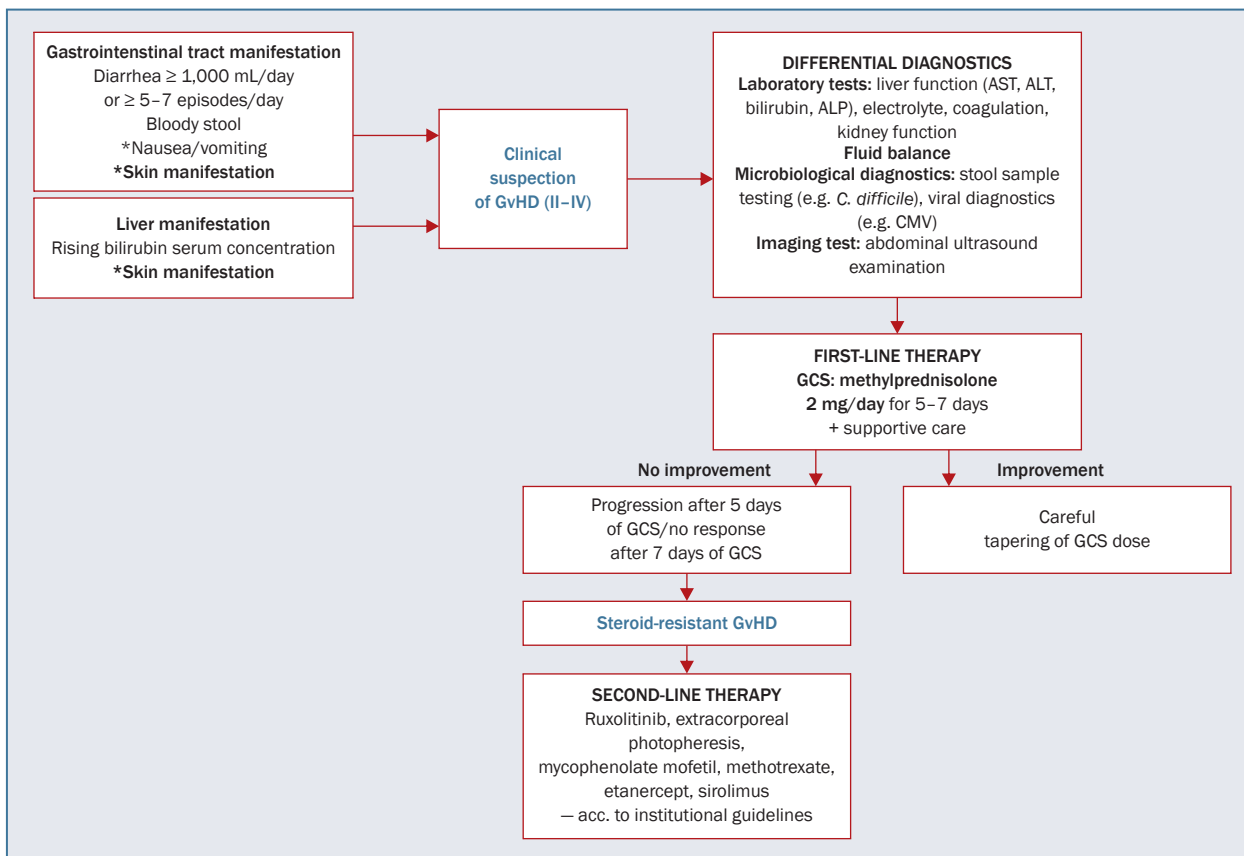 Gastrointenstinal tract manifestation
Diarrhea ≥ 1,000 mL/day
or ≥ 5–7 episodes/day
Bloody stool
*Nausea/vomiting
*Skin manifestation
Liver manifestation
Rising bilirubin serum concentration
*Skin manifestation
Clinical
suspection
of GvHD (II–IV)
DIFFERENTIAL DIAGNOSTICS
Laboratory tests: liver function (AST, ALT,
bilirubin, ALP), electrolyte, coagulation,
kidney function
Fluid balance
Microbiological diagnostics: stool sample
testing (e.g. C. difficile), viral diagnostics
(e.g. CMV)
Imaging test: abdominal ultrasound
examination
FIRST-LINE THERAPY
GCS: methylprednisolone
2 mg/day for 5–7 days
+ supportive care
No improvement
Improvement
Progression after 5 days
of GCS/no response
after 7 days of GCS
Careful
tapering of GCS dose
Steroid-resistant GvHD
SECOND-LINE THERAPY
Ruxolitinib, extracorporeal
photopheresis,
mycophenolate mofetil, methotrexate,
etanercept, sirolimus
— acc. to institutional guidelines